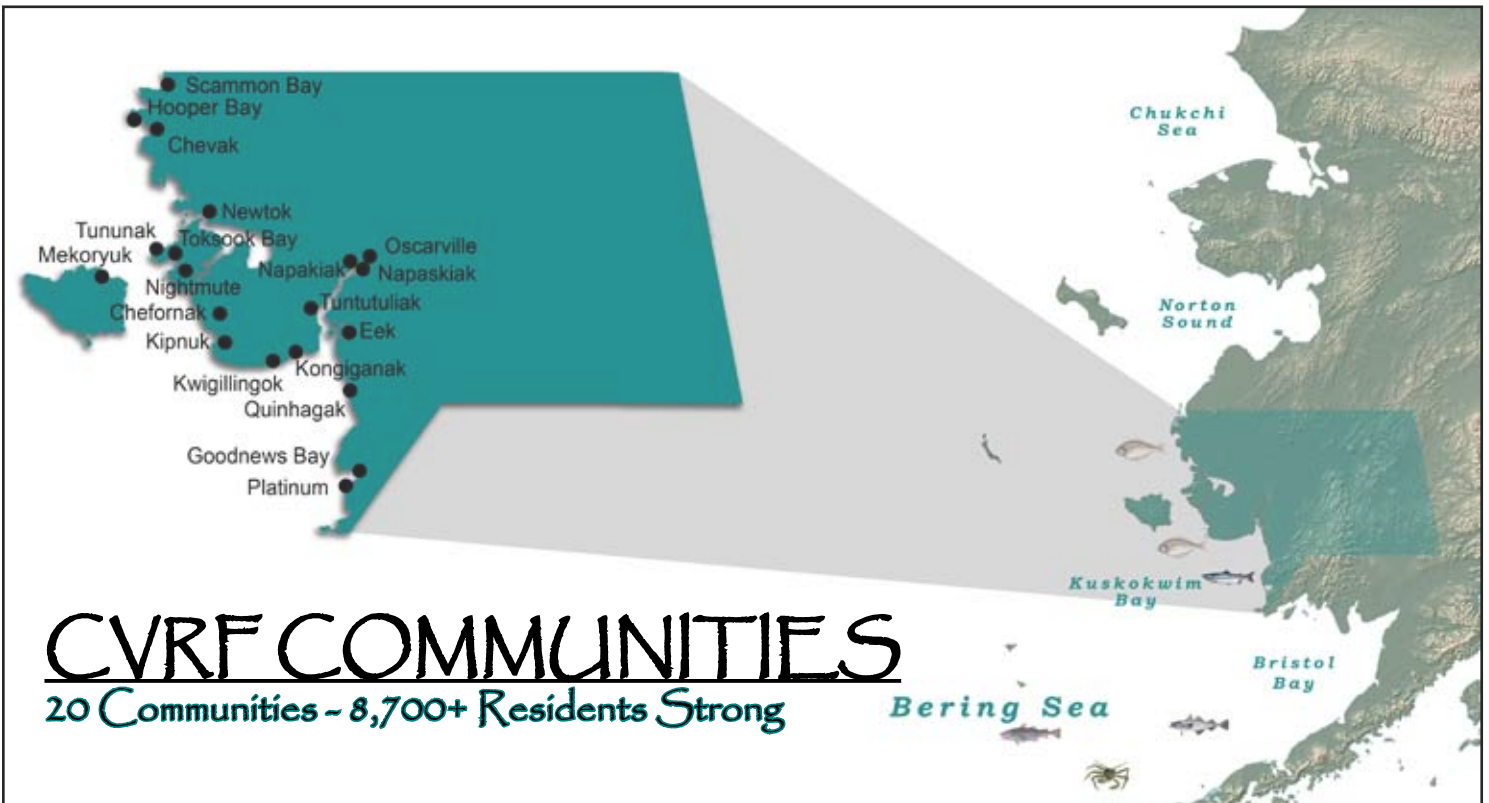 Scammon Bay
Hooper Bay
Chevak
Newtok
Tununak
Toksook Bay
Mekoryuk
Oscarville
Napakiak
Napaskiak
Nightmute
Tuntutuliak
Chefornak
Eek
Kipnuk
Kongiganak
Kwigillingok
Quinhagak
Goodnews Bay
Platinum
Chukchi
Sea
Norton
Sound
Kuskokwim
Bay
Bristol
Bay
Bering Sea
CVRF COMMUNITIES
20 Communities - 8,700+ Residents Strong